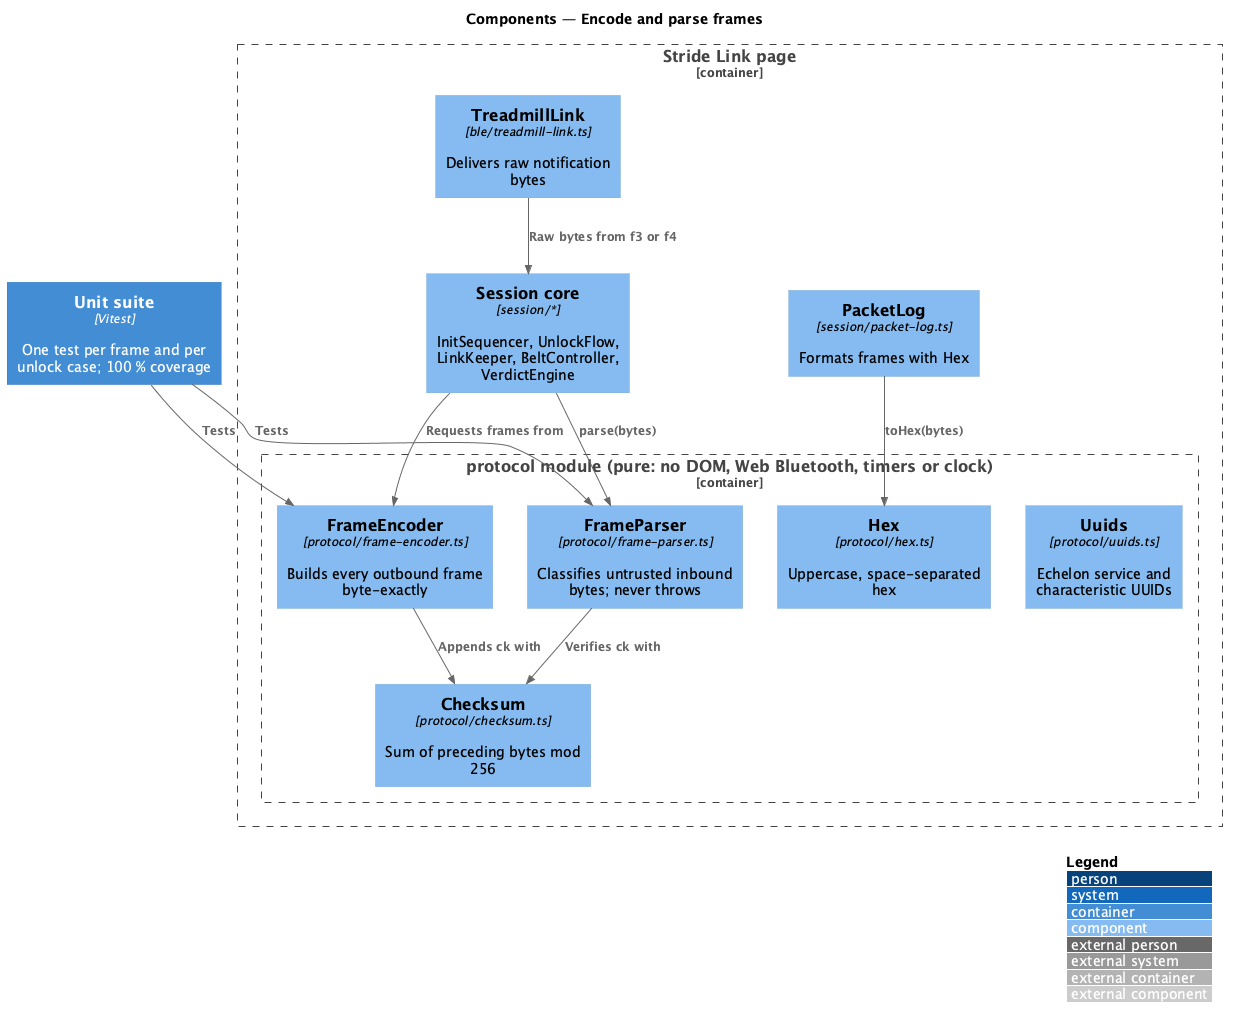 Components — Encode and parse frames
Stride Link page
[container]
TreadmillLink
[ble/treadmill-link.ts]
Delivers raw notification
bytes
Raw bytes from f3 or f4
Unit suite
[Vitest]
One test per frame and per
unlock case; 100 % coverage
Session core
[session/*]
InitSequencer, UnlockFlow,
LinkKeeper, BeltController,
VerdictEngine
PacketLog
[session/packet-log.ts]
Formats frames with Hex
Tests
Tests
Requests frames from
parse(bytes)
toHex(bytes)
protocol module (pure: no DOM, Web Bluetooth, timers or clock)
[container]
FrameEncoder
[protocol/frame-encoder.ts]
Builds every outbound frame
byte-exactly
FrameParser
[protocol/frame-parser.ts]
Classifies untrusted inbound
bytes; never throws
Hex
[protocol/hex.ts]
Uppercase, space-separated
hex
Uuids
[protocol/uuids.ts]
Echelon service and
characteristic UUIDs
Appends ck with
Verifies ck with
Checksum
[protocol/checksum.ts]
Sum of preceding bytes mod
256
Legend
person
system
container
component
external person
external system
external container
external component